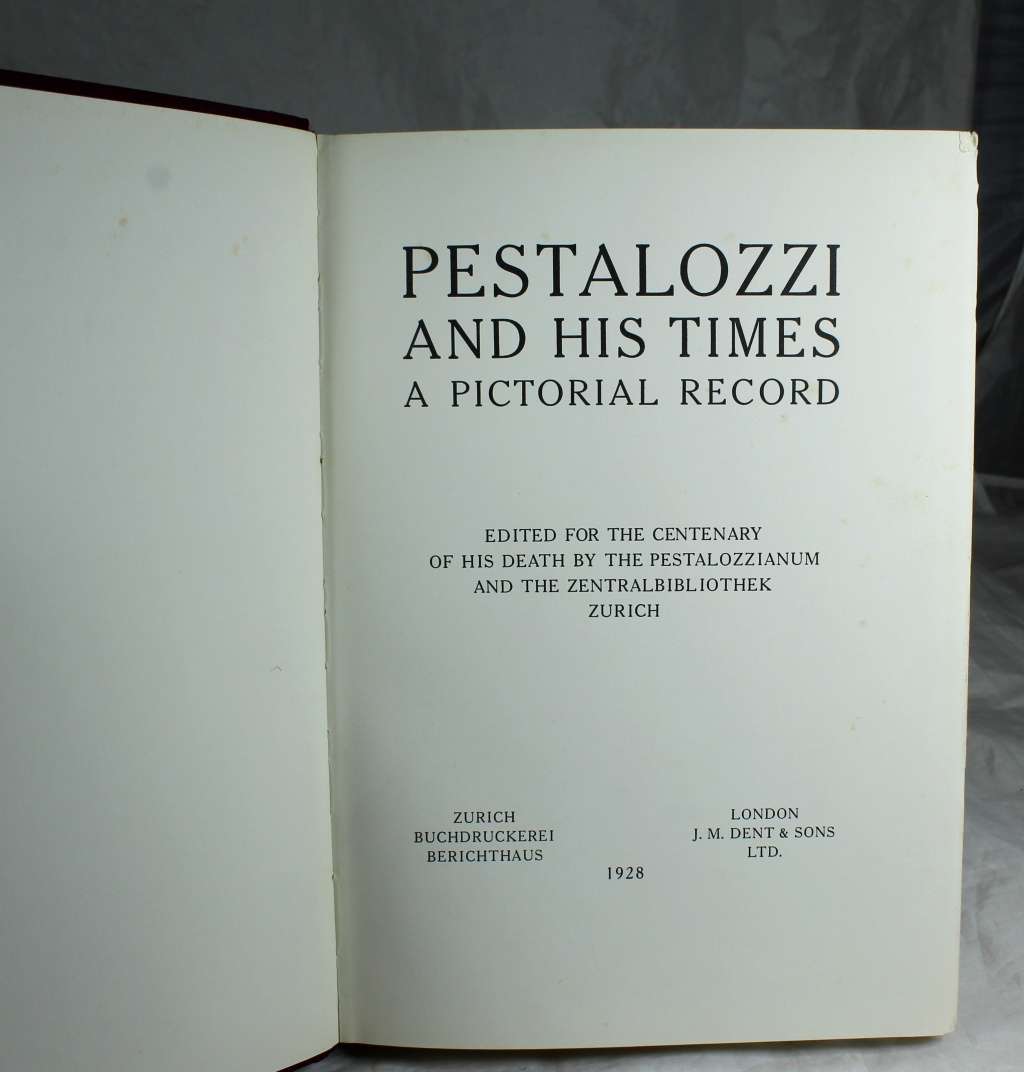 PESTALOZZI
AND HIS TIMES
A PICTORIAL RECORD
EDITED FOR THE CENTENARY
OF HIS DEATH BY THE PESTALOZZIANUM
AND THE ZENTRALBIBLIOTHEK
ZURICH
ZURICH
BUCHDRUCKEREI
BERICHTHAUS
LONDON
J. M. DENT & SONS
LTD.
1928